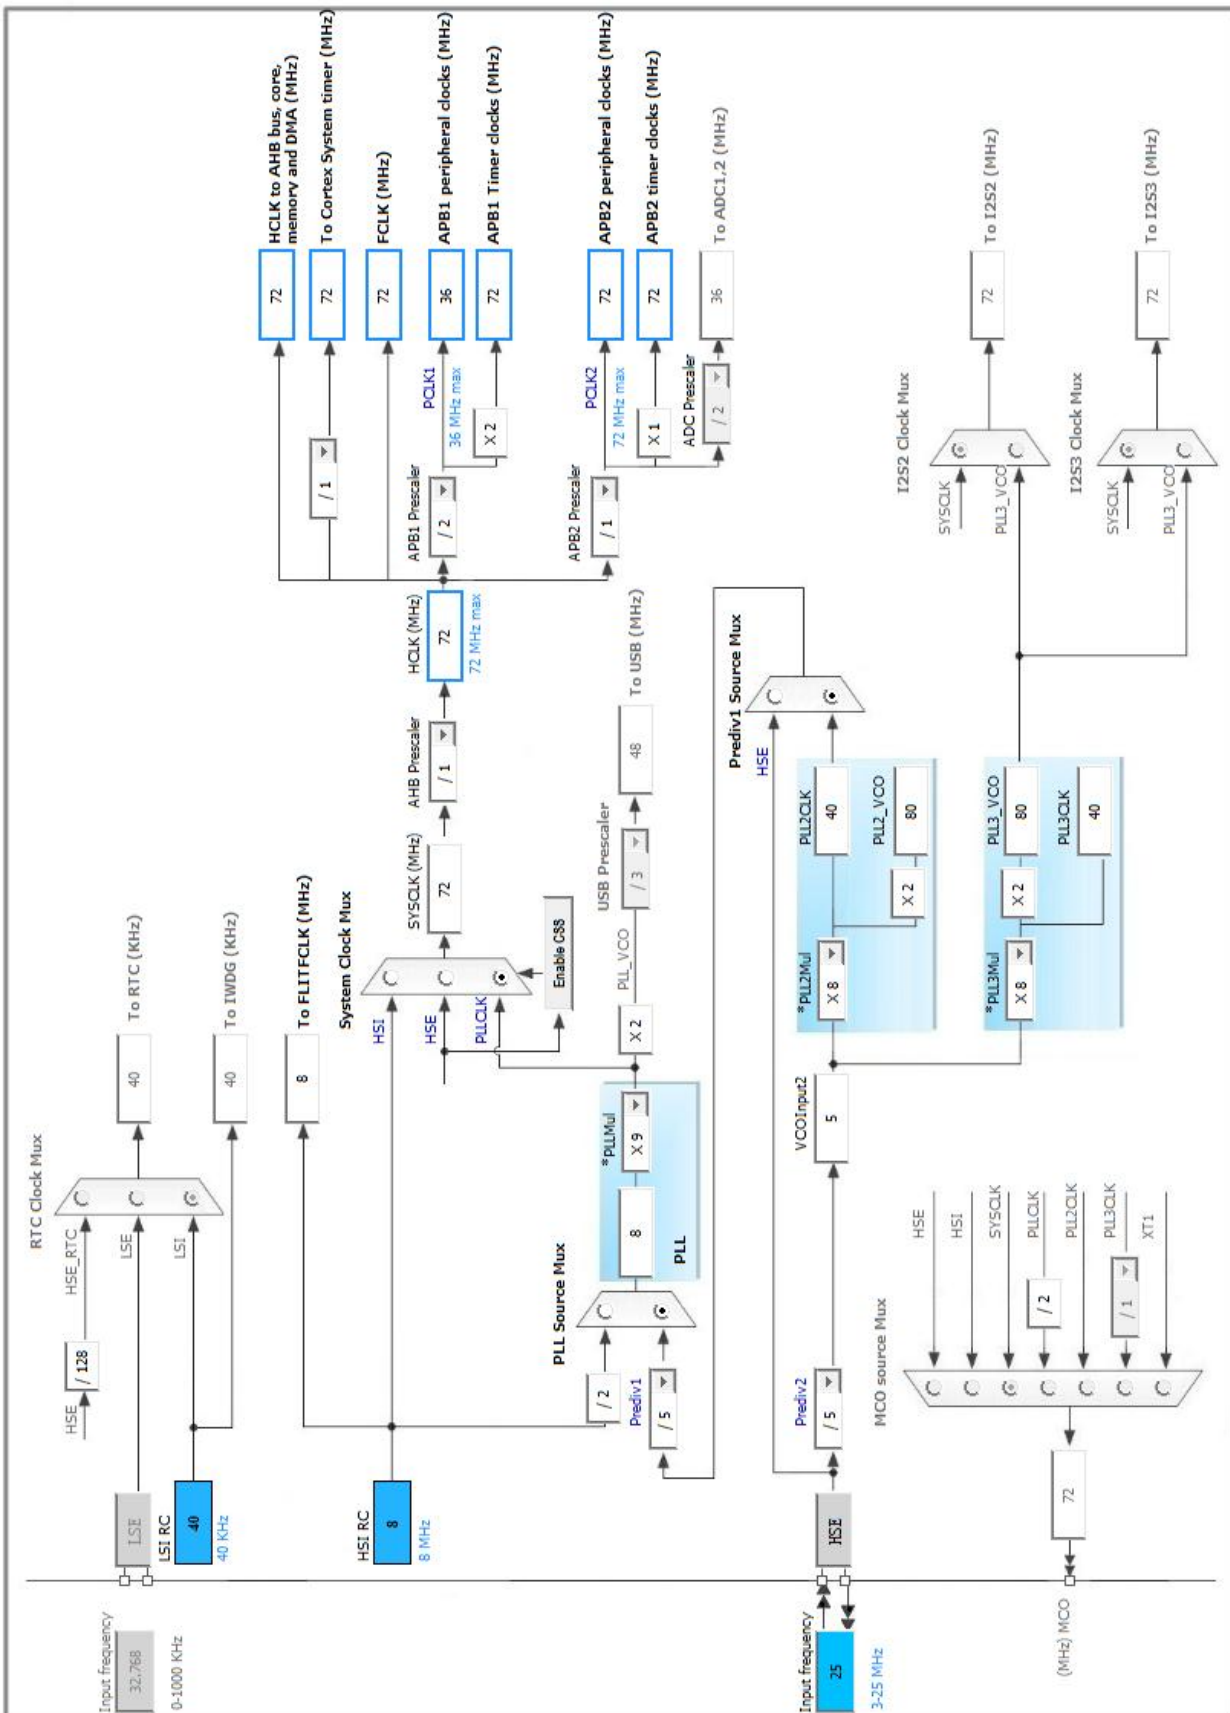 Input frequency
32.768
0-1000 KHz
LSE
LSI RC
40
40 KHz
HSE
/ 128
HSE_RTC
LSE
LSI
RTC Clock Mux
40
To RTC (KHz)
40
To IWDG (KHz)
HSI RC
8
8 MHz
8
To FLITFCLK (MHz)
System Clock Mux
HSI
HSE
PLLCLK
Enable CSS
SYSCLK (MHz)
72
AHB Prescaler
/ 1
HCLK (MHz)
72
72 MHz max
72
HCLK to AHB bus, core,
memory and DMA (MHz)
/ 1
72
To Cortex System timer (MHz)
72
FCLK (MHz)
APB1 Prescaler
/ 2
PCLK1
36 MHz max
36
APB1 peripheral clocks (MHz)
X 2
72
APB1 Timer clocks (MHz)
APB2 Prescaler
/ 1
PCLK2
72 MHz max
72
APB2 peripheral clocks (MHz)
X 1
72
APB2 timer clocks (MHz)
ADC Prescaler
/ 2
36
To ADC1,2 (MHz)
PLL Source Mux
/ 2
Prediv1
/ 5
8
*PLLMul
X 9
PLL
X 2
PLL_VCO
USB Prescaler
/ 3
48
To USB (MHz)
Prediv1 Source Mux
HSE
Input frequency
25
3-25 MHz
HSE
Prediv2
/ 5
VCOInput2
5
*PLL2Mul
X 8
PLL2CLK
40
X 2
PLL2_VCO
80
*PLL3Mul
X 8
X 2
PLL3_VCO
80
PLL3CLK
40
I2S2 Clock Mux
SYSCLK
PLL3_VCO
72
To I2S2 (MHz)
I2S3 Clock Mux
SYSCLK
PLL3_VCO
72
To I2S3 (MHz)
MCO source Mux
HSE
HSI
SYSCLK
/ 2
PLLCLK
PLL2CLK
/ 1
PLL3CLK
XT1
72
(MHz) MCO